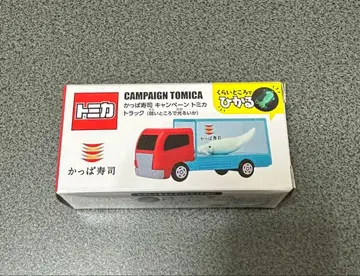 トミカ
CAMPAIGN TOMICA
かっぱ寿司 キャンペーン トミカ
トラック(暗いところで光るいか)
くらいところで
ひかる
かっぱ寿司
かっぱ寿司